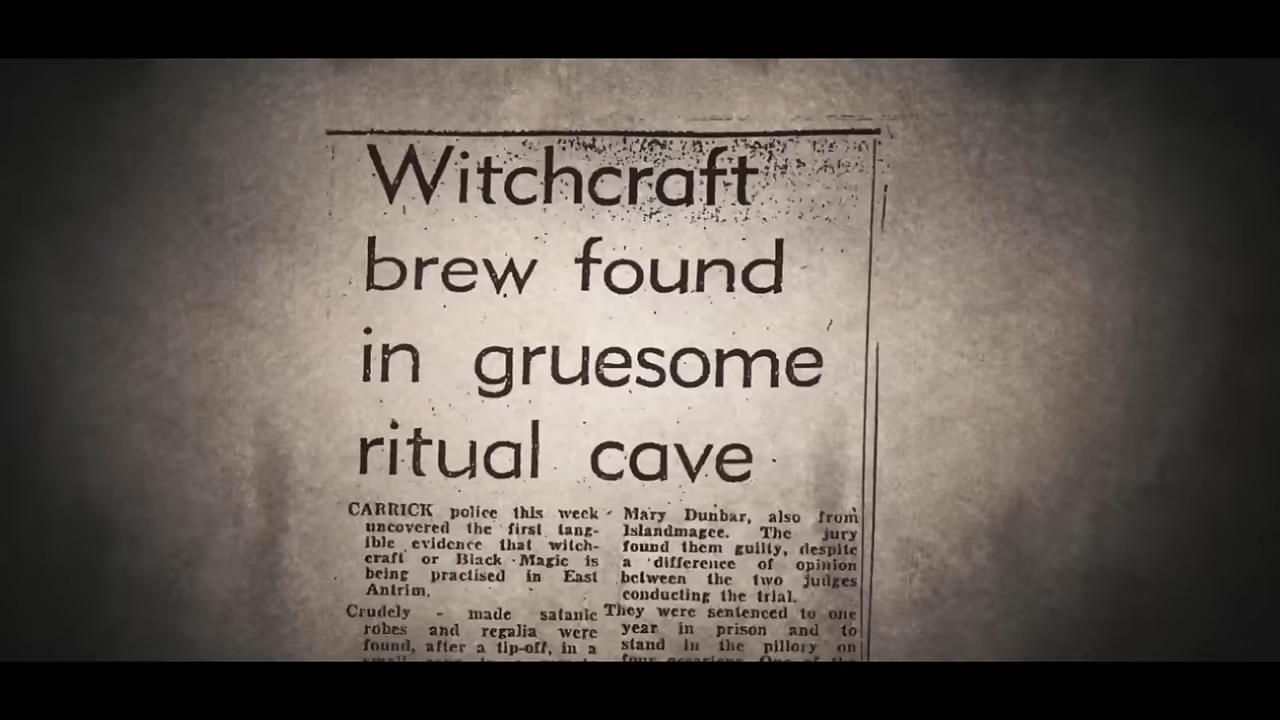 Witchcraft
brew found
in gruesome
ritual cave
CARRICK police this week
uncovered the first tang-
ible evidence that witch-
craft or Black Magic is
being practised in East
Antrim.
Crudely - made satanic
robes and regalia were
found, after a tip-off, in a
Mary Dunbar, also from
Islandmagee. The jury
found them guilty, despite
a difference of opinion
between the two judges
conducting the trial.
They were sentenced to one
year in prison and to
stand in the pillory on